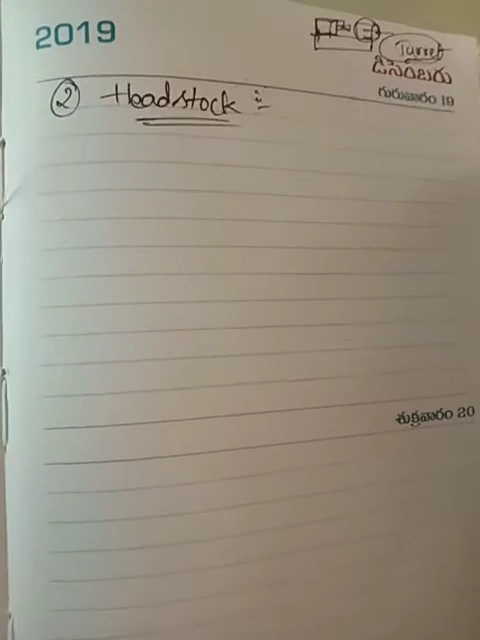 2019
Turret
డిసెంబరు
గురువారం 19
② Headstock :-
శుక్రవారం 20